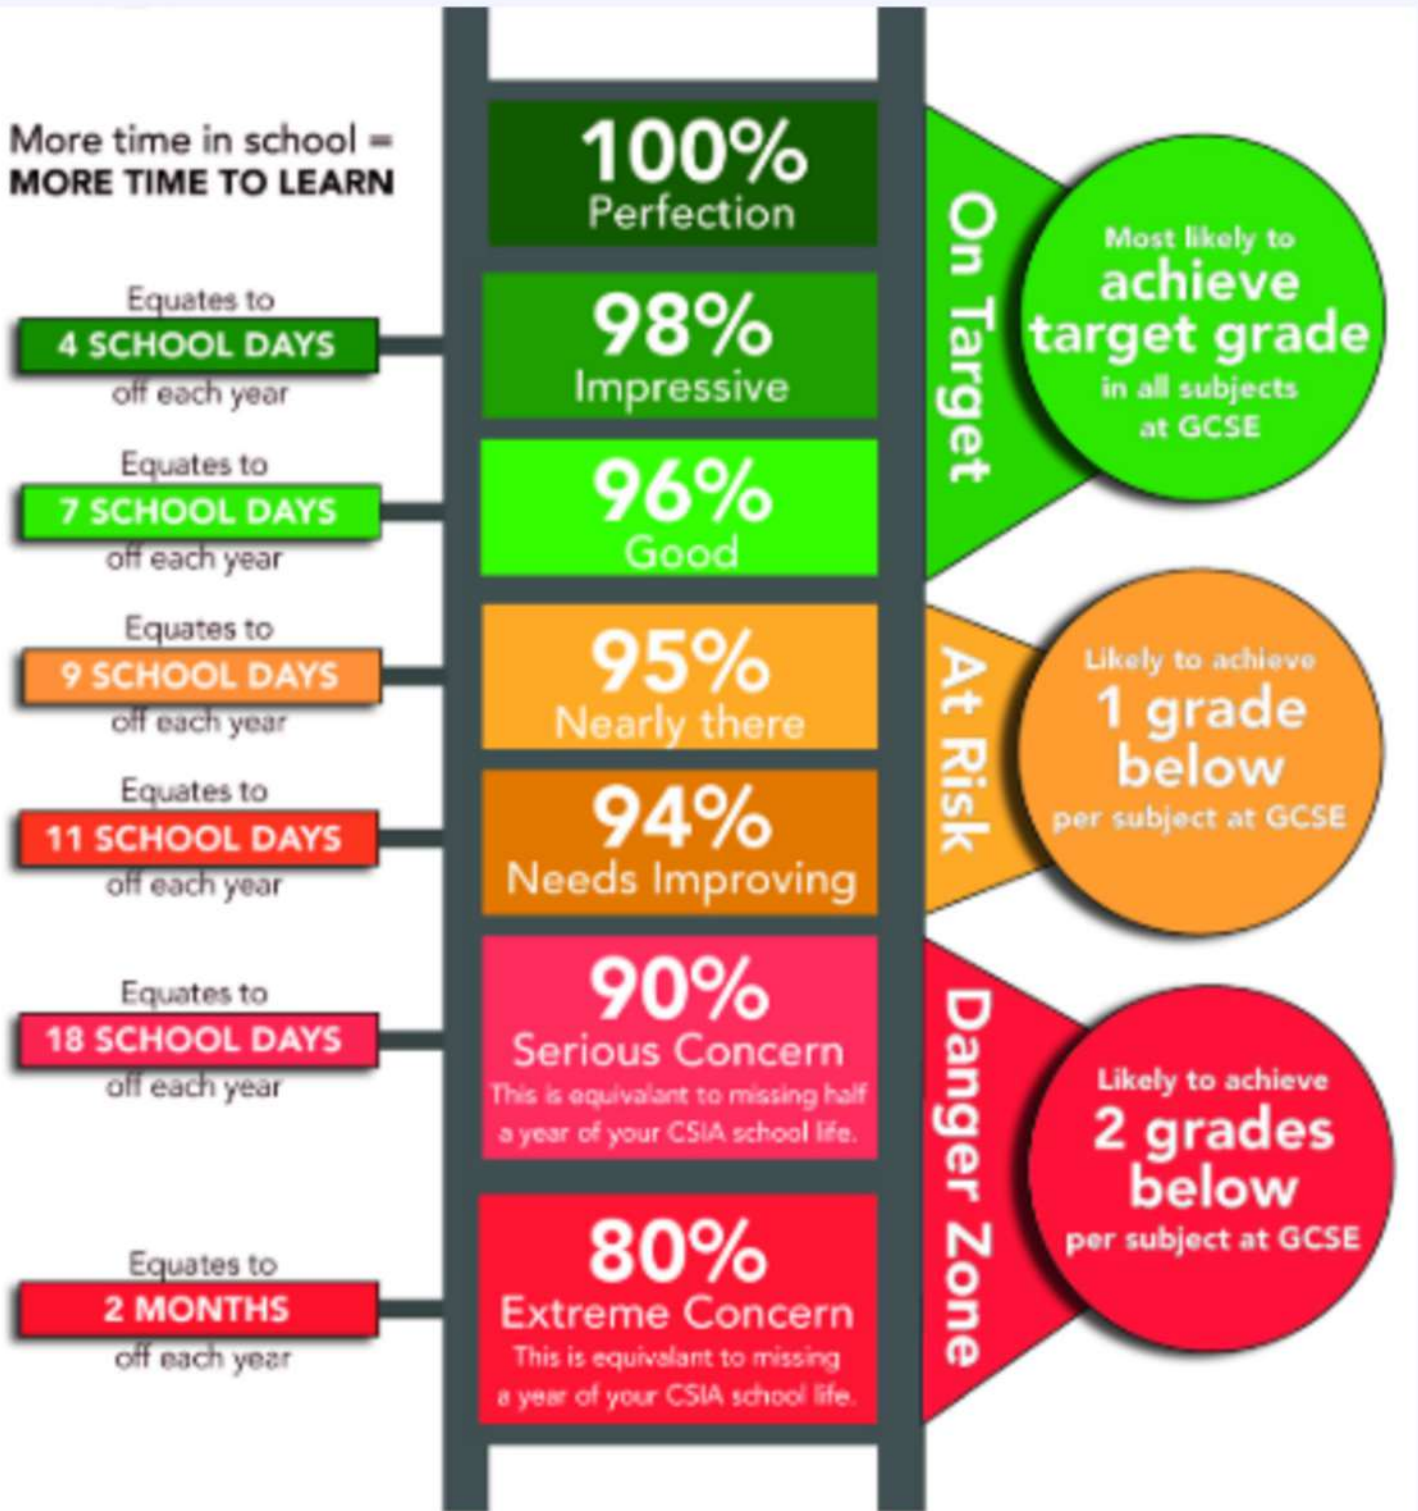 More time in school =
MORE TIME TO LEARN
100%
Perfection
Equates to
4 SCHOOL DAYS
off each year
98%
Impressive
Equates to
7 SCHOOL DAYS
off each year
96%
Good
On Target
Most likely to
achieve
target grade
in all subjects
at GCSE
Equates to
9 SCHOOL DAYS
off each year
95%
Nearly there
Equates to
11 SCHOOL DAYS
off each year
94%
Needs Improving
At Risk
Likely to achieve
1 grade
below
per subject at GCSE
Equates to
18 SCHOOL DAYS
off each year
90%
Serious Concern
This is equivalant to missing half
a year of your CSIA school life.
Equates to
2 MONTHS
off each year
80%
Extreme Concern
This is equivalant to missing
a year of your CSIA school life.
Danger Zone
Likely to achieve
2 grades
below
per subject at GCSE